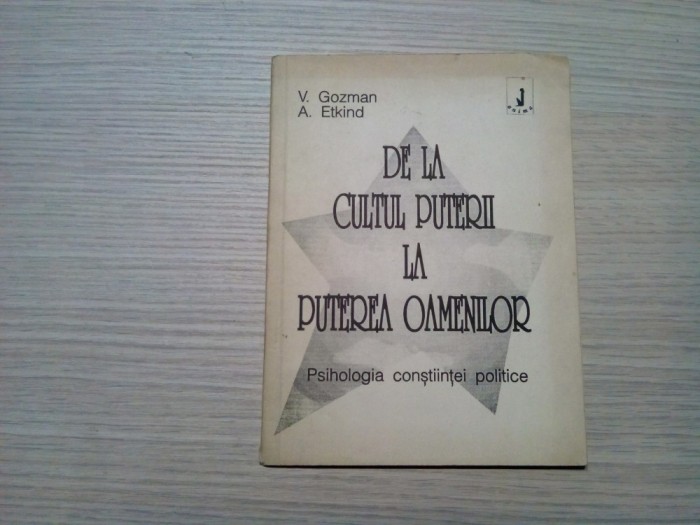 V. Gozman
A. Etkind
DE LA
CULTUL PUTERII
LA
PUTEREA OAMENILOR
Psihologia conştiinţei politice